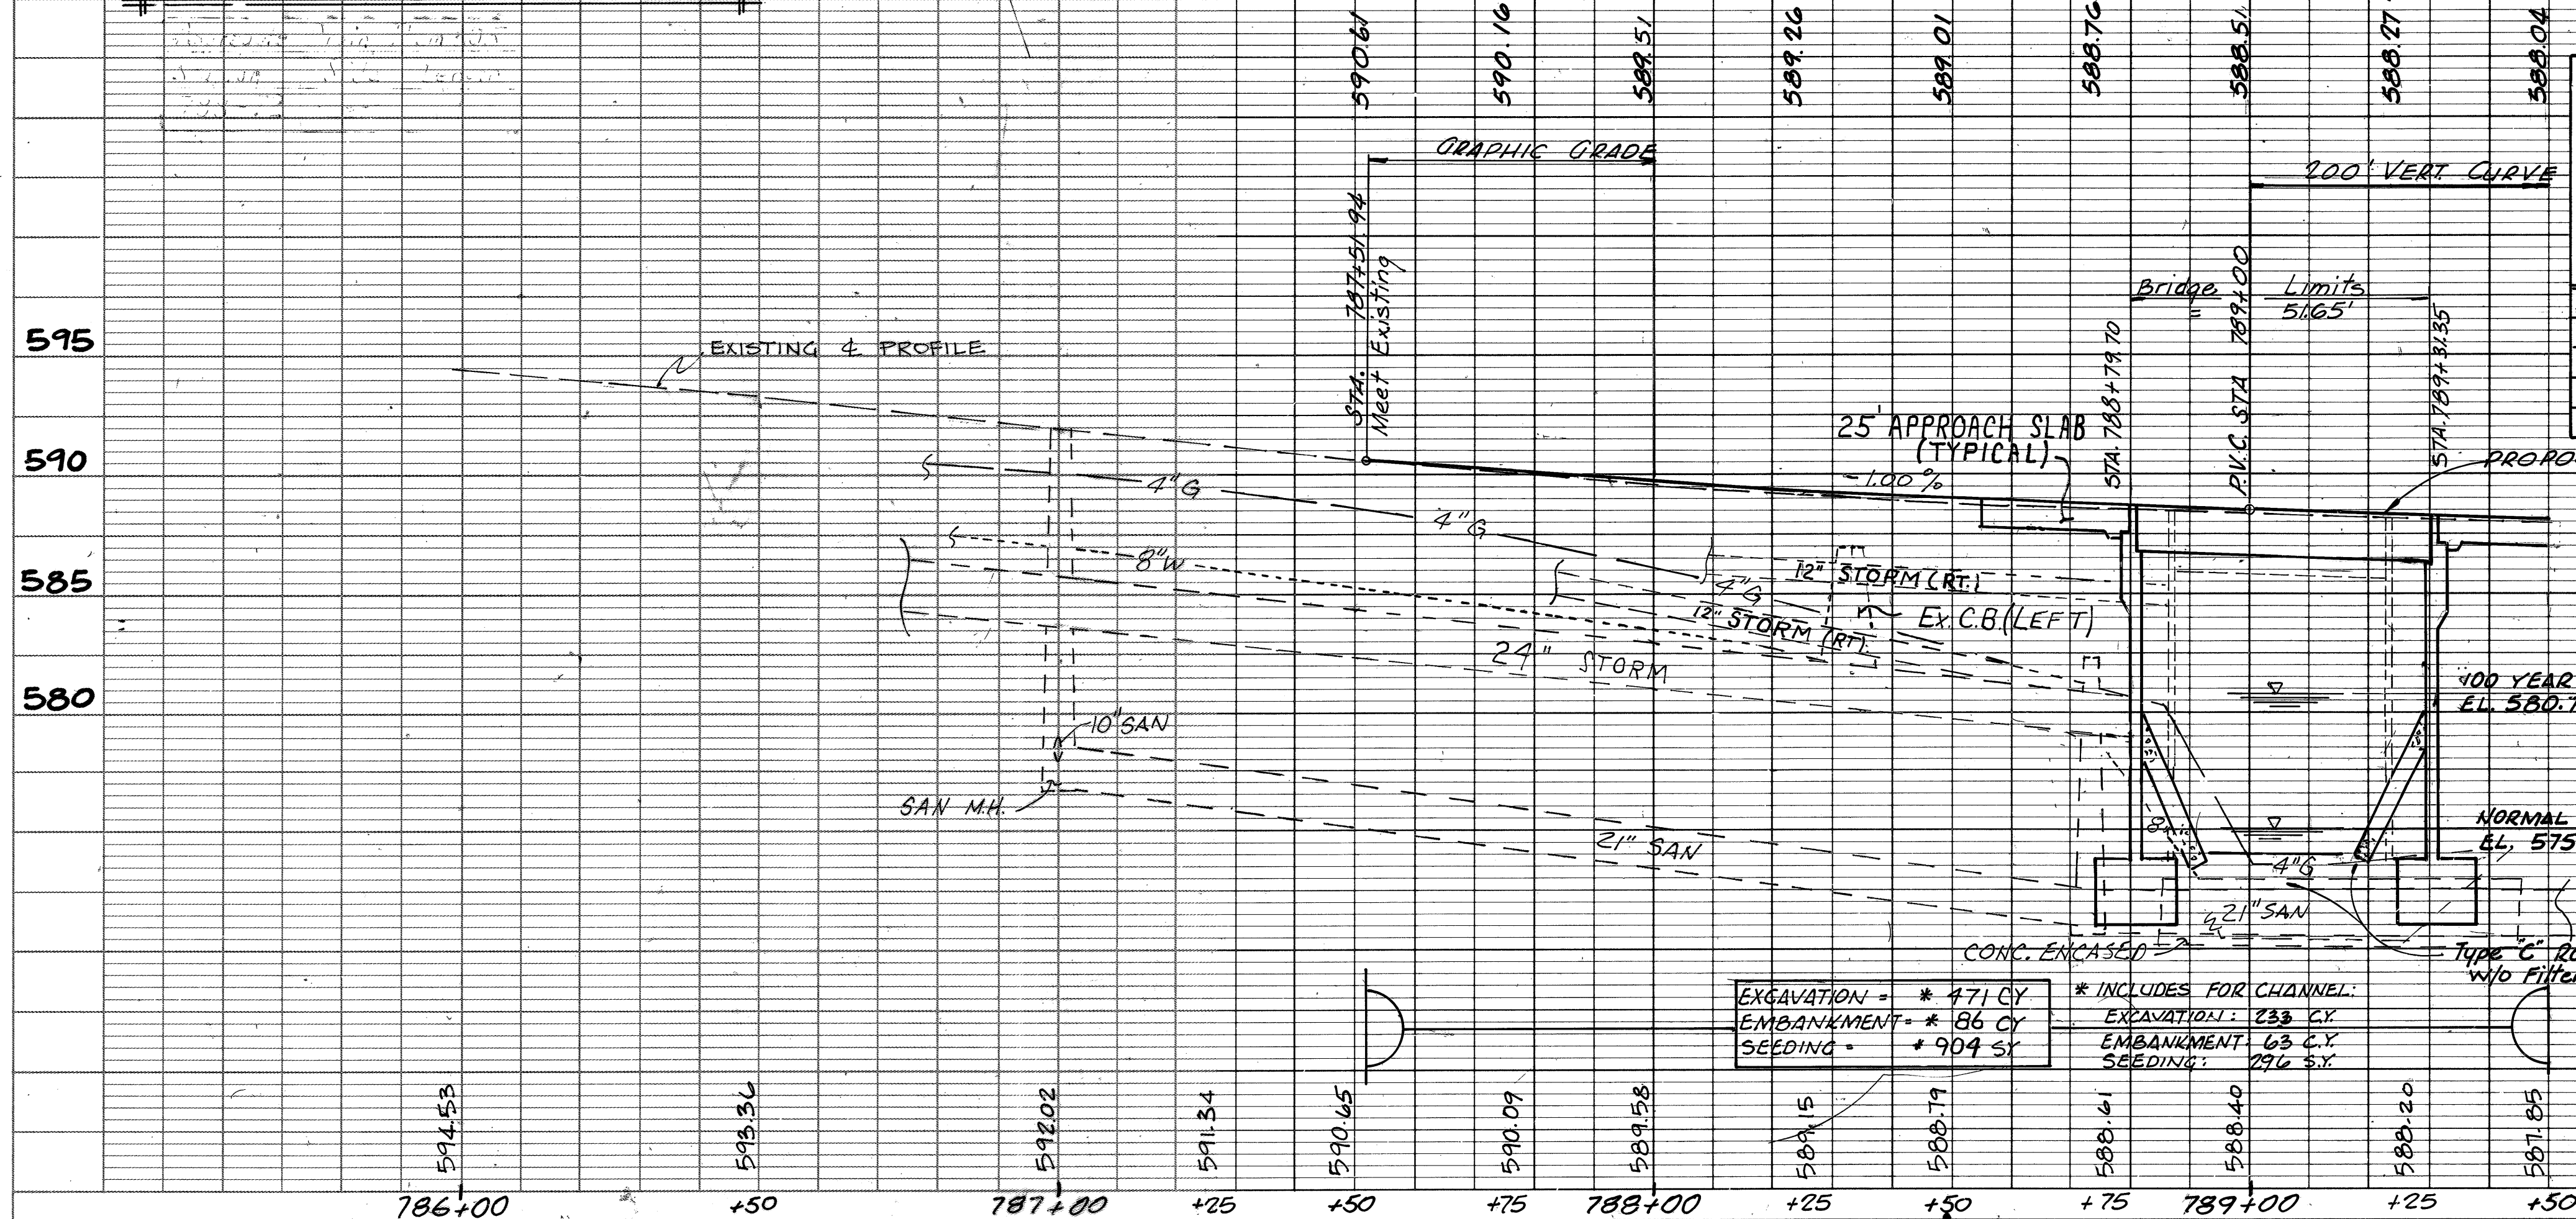 590.61
590.16
589.51
589.26
589.01
588.76
588.51
588.27
588.04
GRAPHIC GRADE
200' VERT. CURVE
STA. 787+51.94
Meet Existing
Bridge Limits
= 51.65'
STA. 788+79.70
P.V.C. STA 789+00
STA. 789+31.35
595
590
585
580
EXISTING ℄ PROFILE
25' APPROACH SLAB
(TYPICAL)
-1.00 %
4"G
4"G
4"G
8"W
12" STORM (RT.)
12" STORM (RT)
EX. C.B. (LEFT)
24" STORM
10" SAN
SAN M.H.
21" SAN
100 YEAR
NORMAL
4"G
21" SAN
CONC. ENCASED
Type "C"
W/O
EXCAVATION = * 471 CY
EMBANKMENT = * 86 CY
SEEDING = * 904 SY
* INCLUDES FOR CHANNEL:
EXCAVATION: 233 C.Y.
EMBANKMENT: 63 C.Y.
SEEDING: 296 S.Y.
594.53
593.36
592.02
591.34
590.65
590.09
589.58
589.15
588.79
588.61
588.40
588.20
587.85
786+00
+50
787+00
+25
+50
+75
788+00
+25
+50
+75
789+00
+25
+50